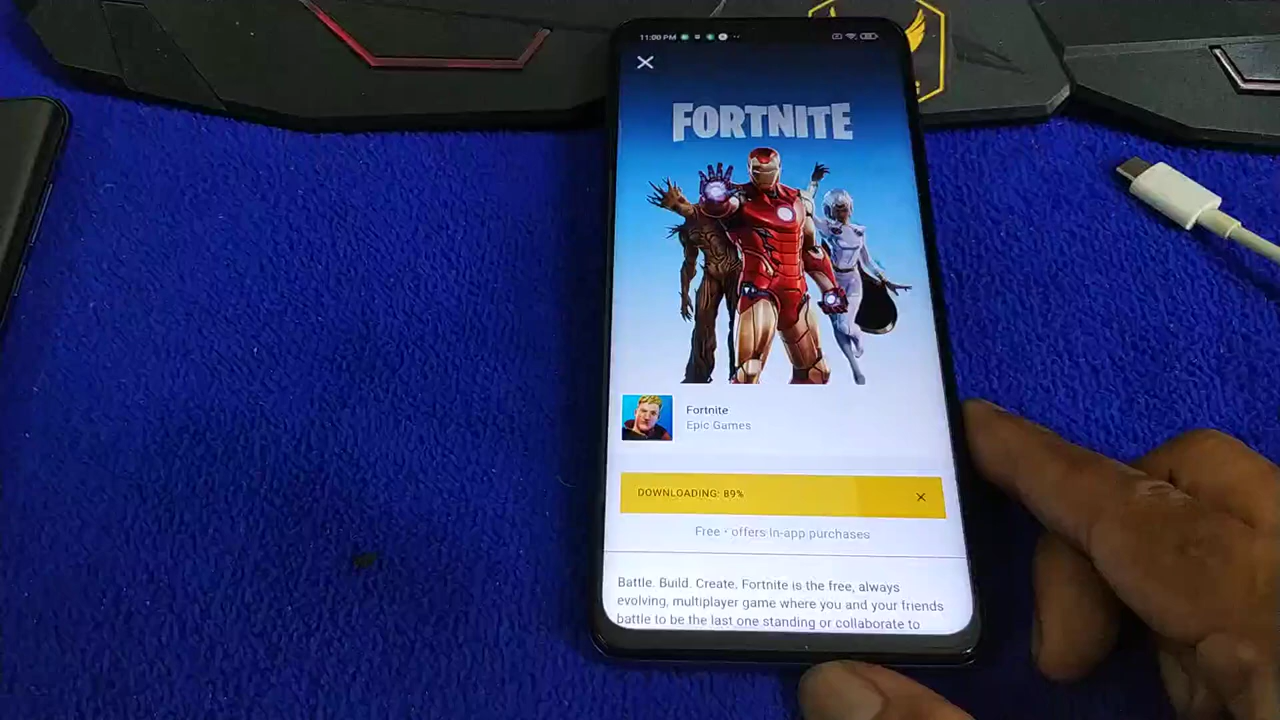 11:00 PM
FORTNITE
Fortnite
Epic Games
DOWNLOADING: 89%
Free • offers in-app purchases
Battle. Build. Create. Fortnite is the free, always
evolving, multiplayer game where you and your friends
battle to be the last one standing or collaborate to